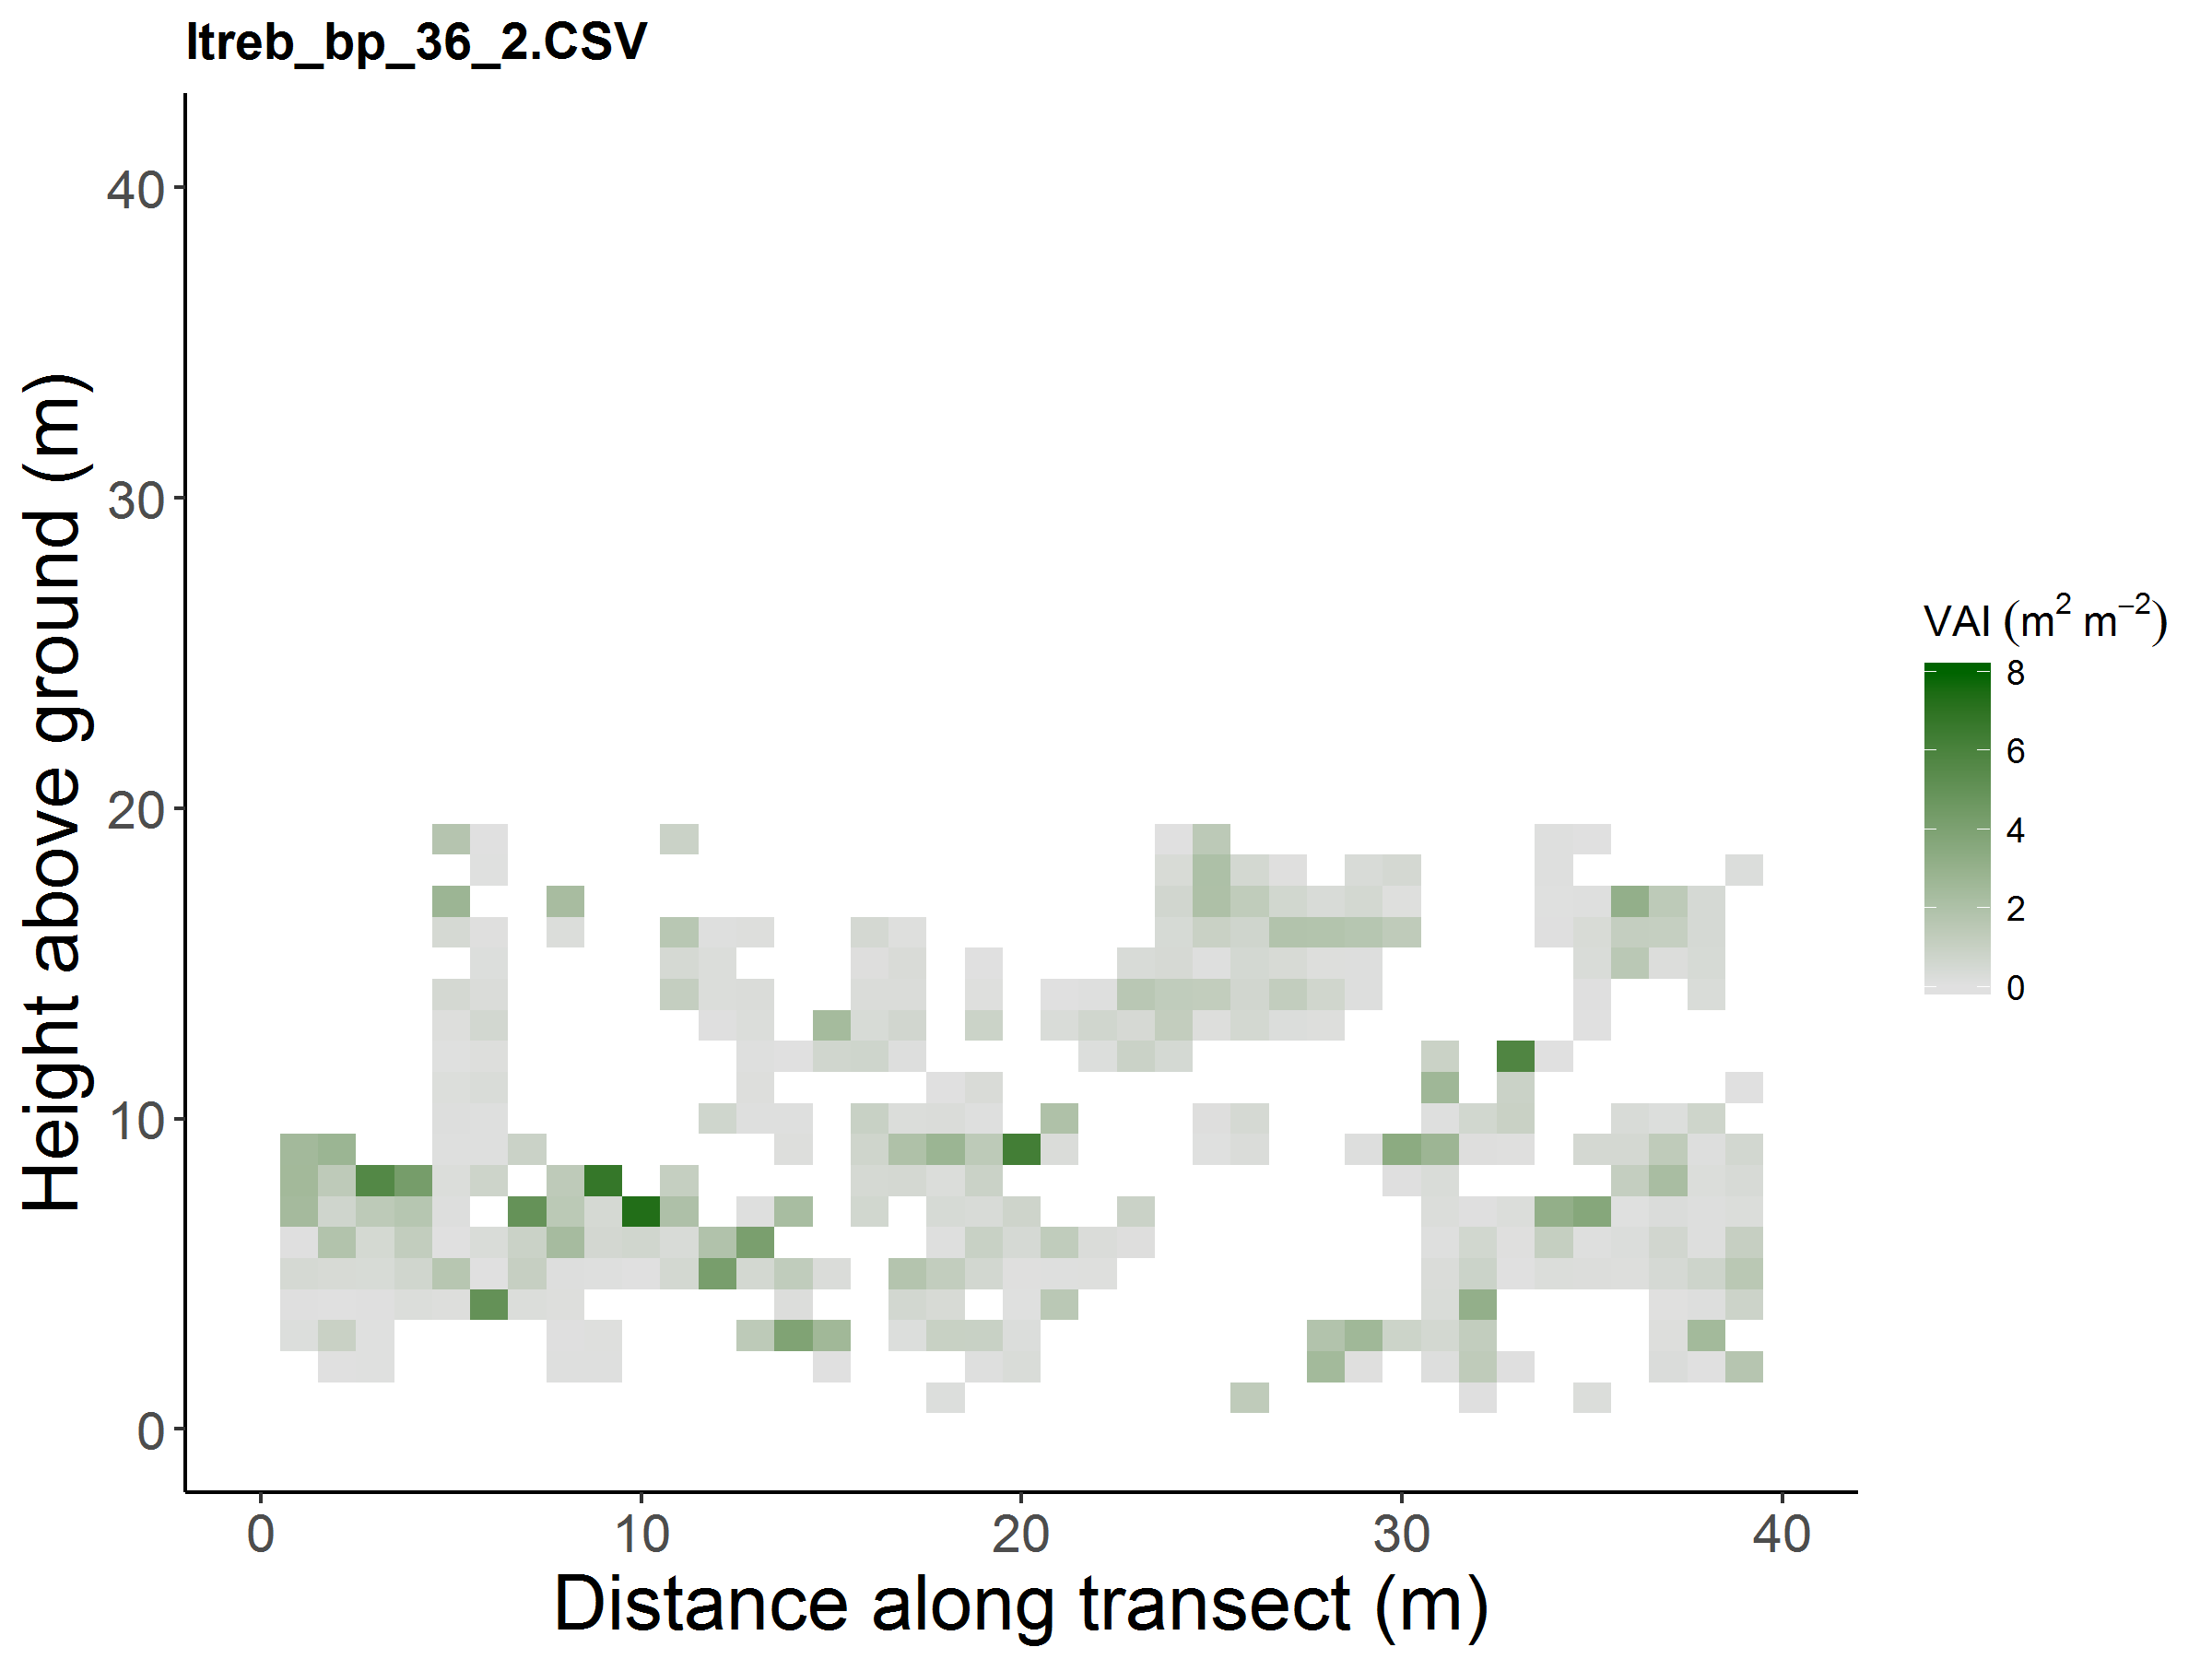 ltreb_bp_36_2.CSV
Height above ground (m)
40
30
20
10
0
0 10 20 30 40
Distance along transect (m)
VAI (m² m⁻²)
8
6
4
2
0